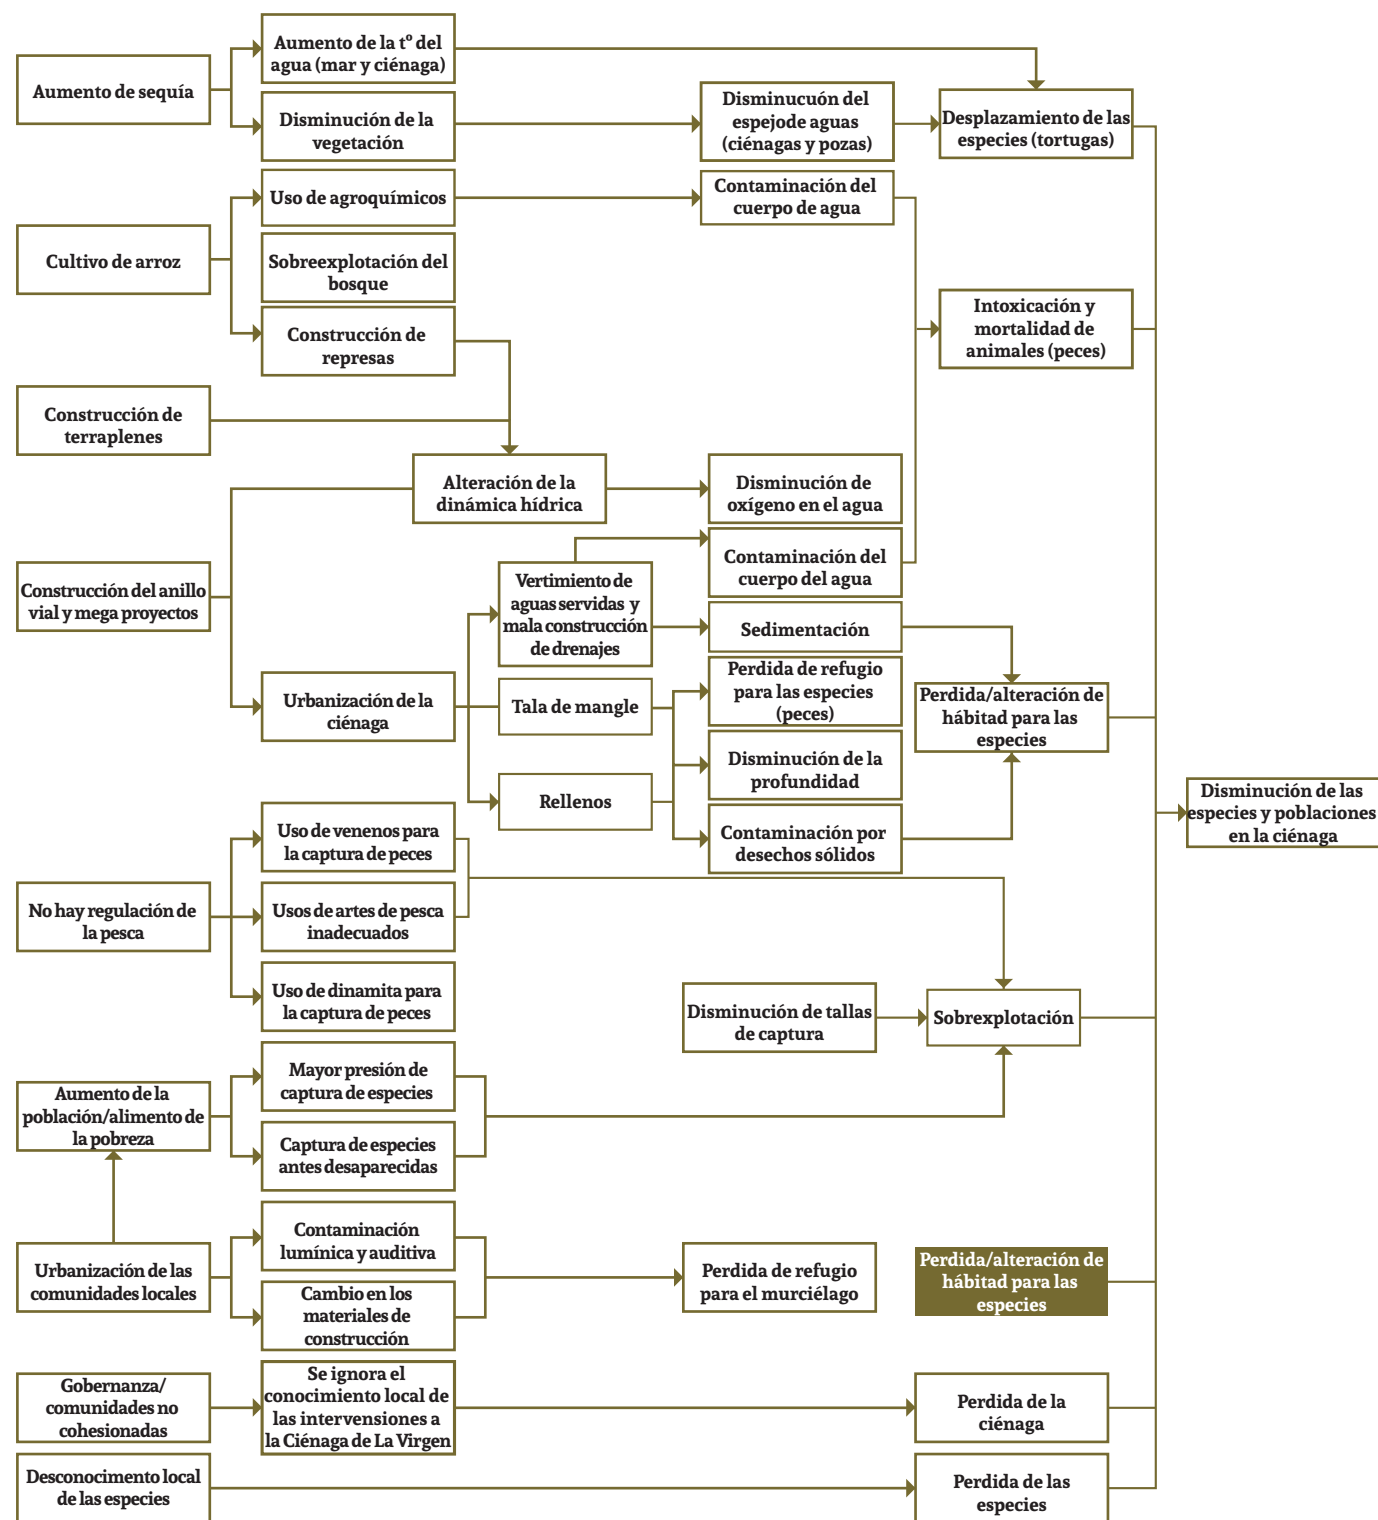 Aumento de la tº del
agua (mar y ciénaga)
Aumento de sequía
Disminución de la
vegetación
Disminucuón del
espejode aguas
(ciénagas y pozas)
Desplazamiento de las
especies (tortugas)
Uso de agroquímicos
Contaminación del
cuerpo de agua
Cultivo de arroz
Sobreexplotación del
bosque
Construcción de
represas
Intoxicación y
mortalidad de
animales (peces)
Construcción de
terraplenes
Alteración de la
dinámica hídrica
Disminución de
oxígeno en el agua
Construcción del anillo
vial y mega proyectos
Vertimiento de
aguas servidas y
mala construcción
de drenajes
Contaminación del
cuerpo del agua
Sedimentación
Urbanización de la
ciénaga
Tala de mangle
Perdida de refugio
para las especies
(peces)
Perdida/alteración de
hábitad para las
especies
Disminución de la
profundidad
Rellenos
Contaminación por
desechos sólidos
Disminución de las
especies y poblaciones
en la ciénaga
Uso de venenos para
la captura de peces
No hay regulación de
la pesca
Usos de artes de pesca
inadecuados
Uso de dinamita para
la captura de peces
Disminución de tallas
de captura
Sobrexplotación
Aumento de la
población/alimento de
la pobreza
Mayor presión de
captura de especies
Captura de especies
antes desaparecidas
Urbanización de las
comunidades locales
Contaminación
lumínica y auditiva
Cambio en los
materiales de
construcción
Perdida de refugio
para el murciélago
Perdida/alteración de
hábitad para las
especies
Gobernanza/
comunidades no
cohesionadas
Se ignora el
conocimiento local de
las intervensiones a
la Ciénaga de La Virgen
Perdida de la
ciénaga
Desconocimento local
de las especies
Perdida de las
especies